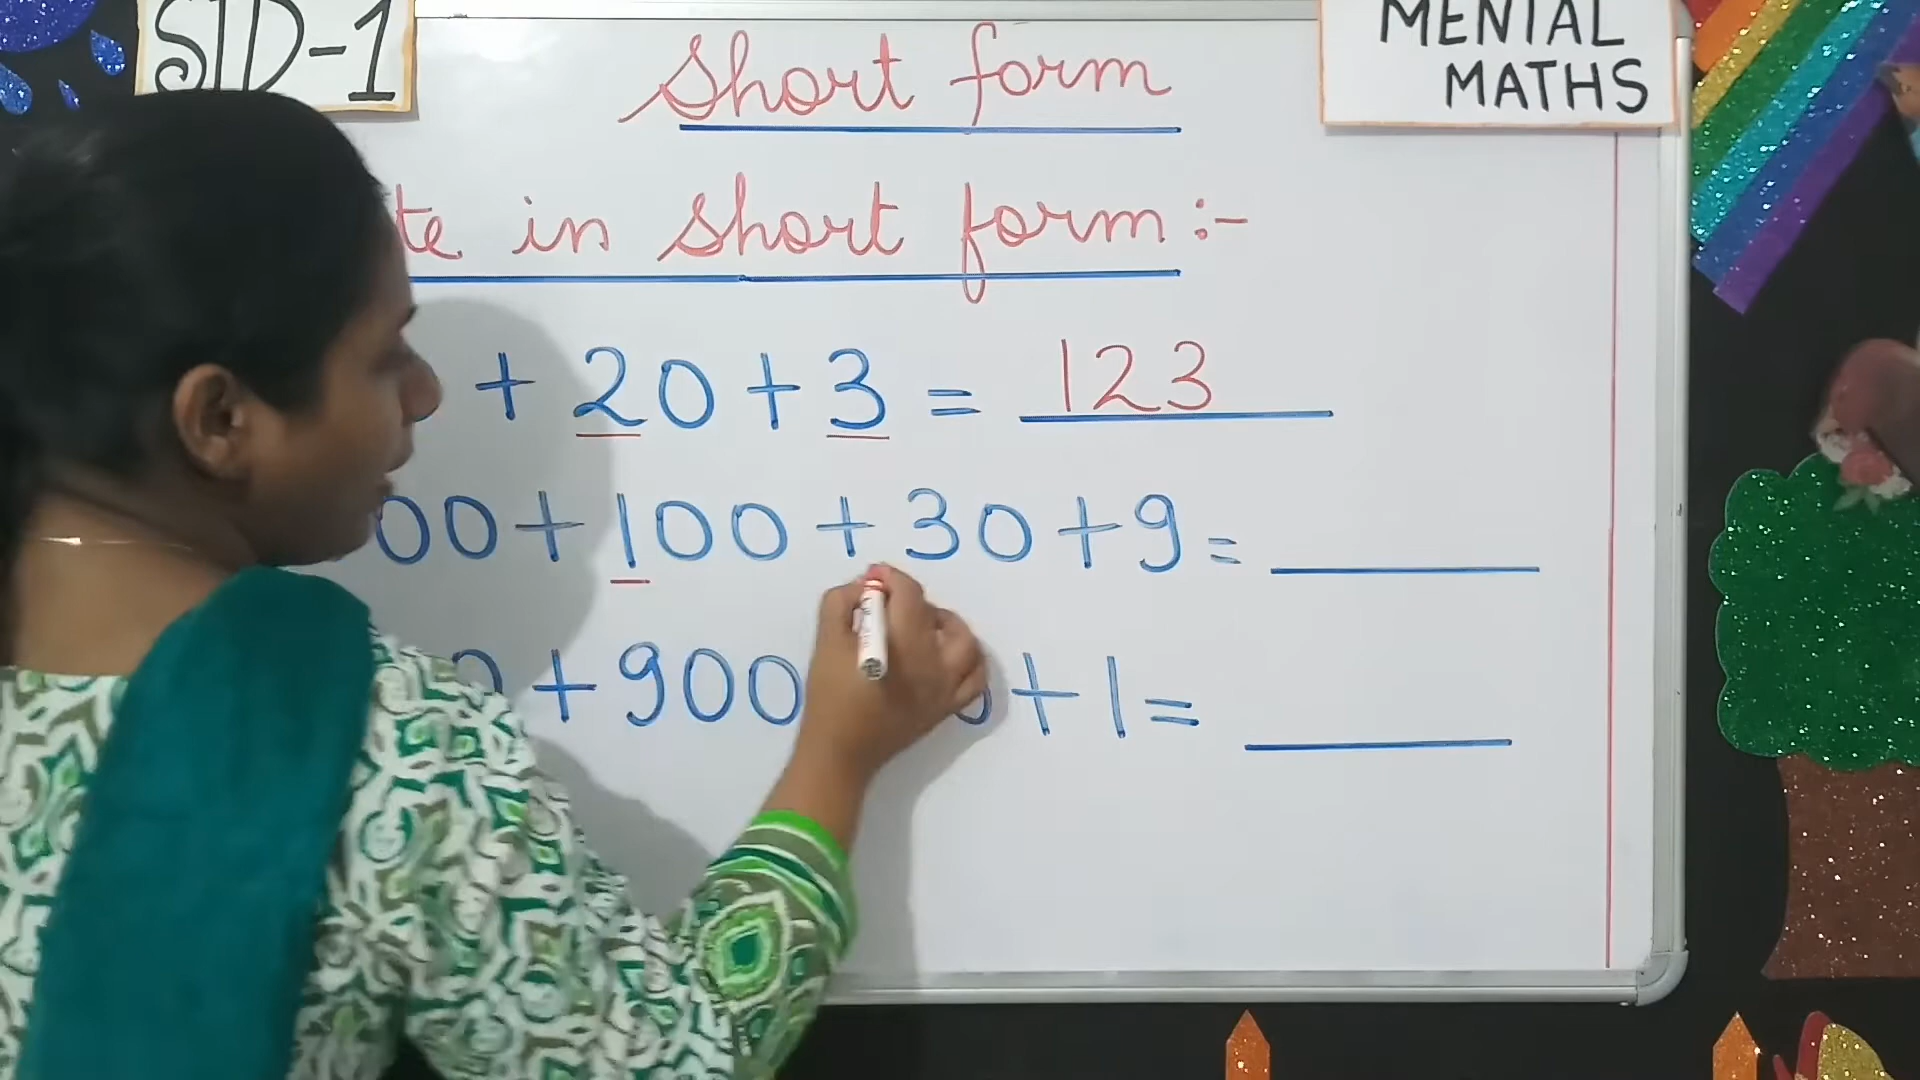 STD-1
MENTAL
MATHS
Short form
te in short form:-
+ 20 + 3 = 123
00 + 100 + 30 + 9 =
+ 900 + 1 =